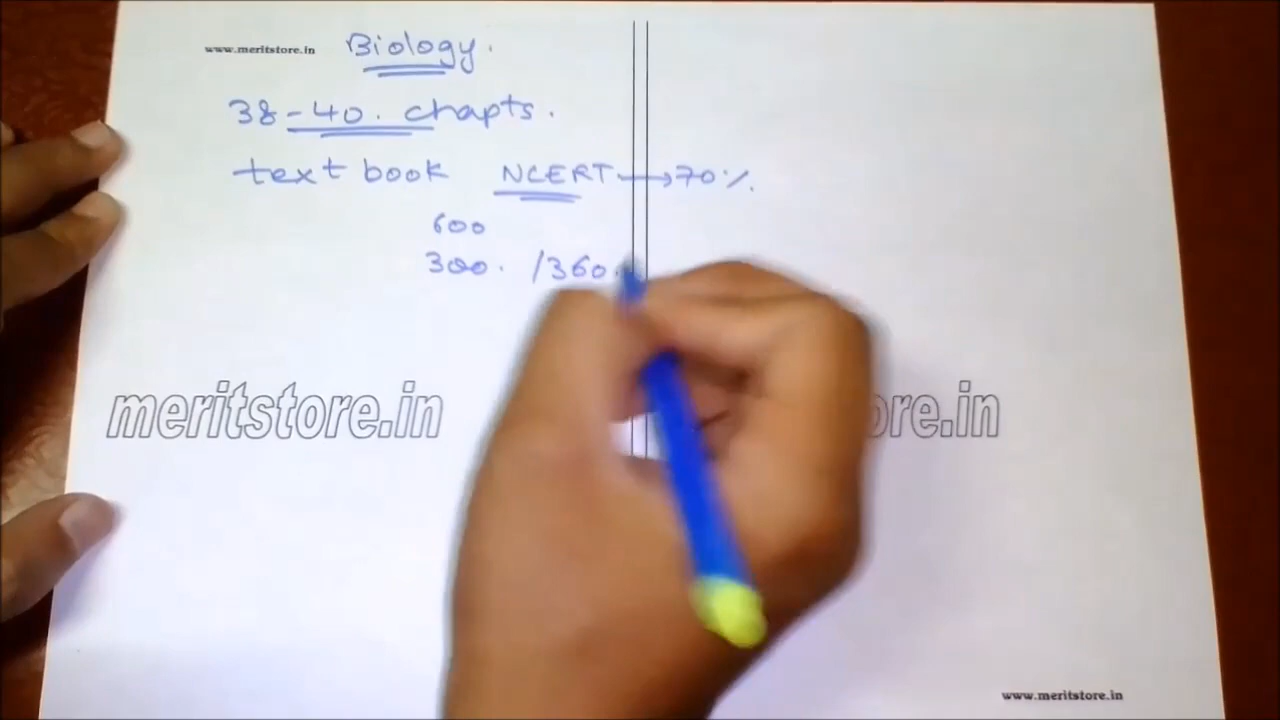 www.meritstore.in Biology.
38-40. chapts.
text book NCERT → 70%.
600
300. /360.
meritstore.in
ore.in
www.meritstore.in